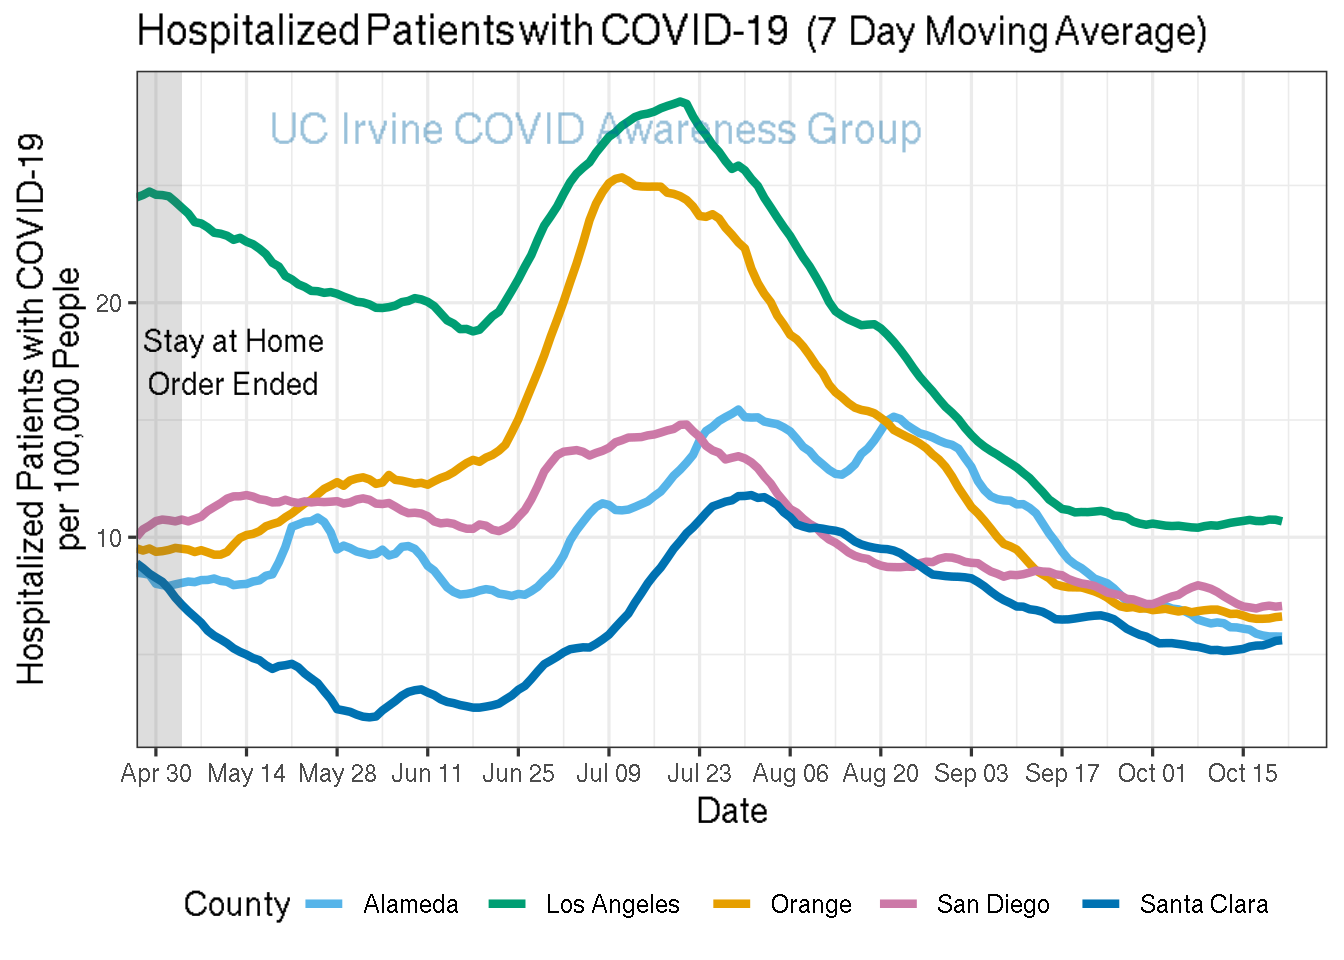 Hospitalized Patients with COVID-19 (7 Day Moving Average)
UC Irvine COVID Awareness Group
Hospitalized Patients with COVID-19
per 100,000 People
20
10
Stay at Home
Order Ended
Apr 30 May 14 May 28 Jun 11 Jun 25 Jul 09 Jul 23 Aug 06 Aug 20 Sep 03 Sep 17 Oct 01 Oct 15
Date
County Alameda Los Angeles Orange San Diego Santa Clara